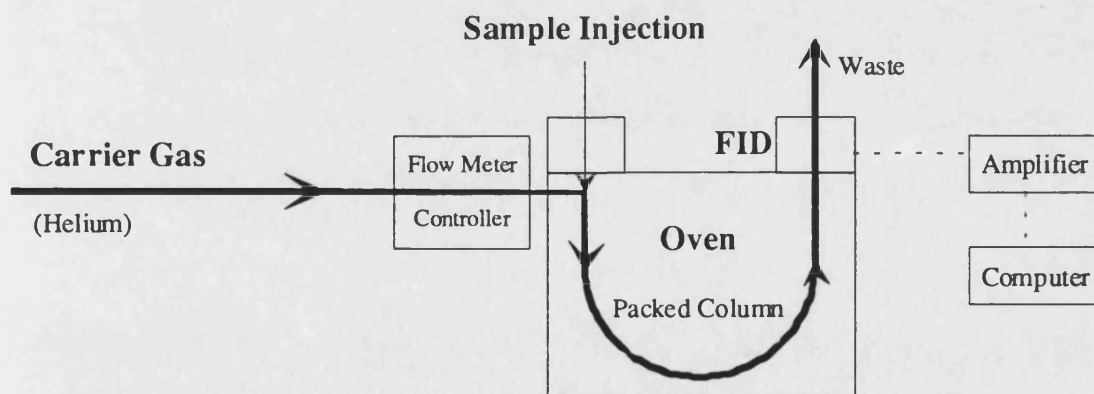 Sample Injection
Waste
Carrier Gas
(Helium)
Flow Meter
Controller
FID
Amplifier
Oven
Packed Column
Computer